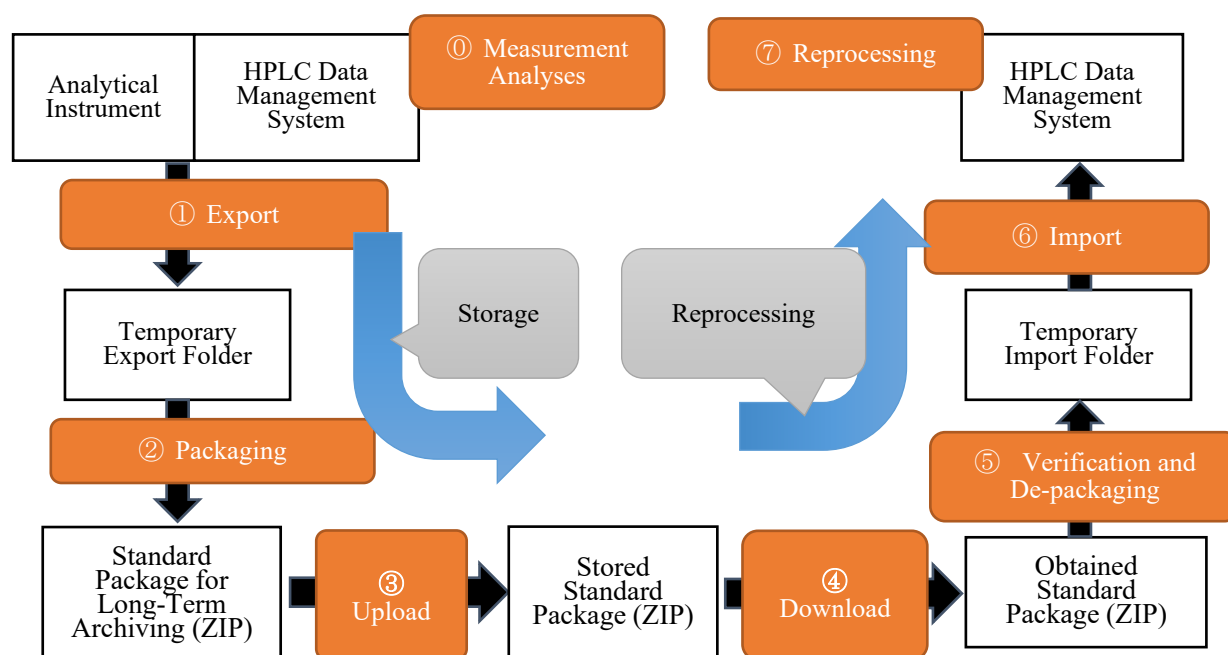 ⓪ Measurement
Analyses
⑦ Reprocessing
Analytical
Instrument
HPLC Data
Management
System
HPLC Data
Management
System
① Export
⑥ Import
Storage
Reprocessing
Temporary
Export Folder
Temporary
Import Folder
② Packaging
⑤ Verification and
De-packaging
Standard
Package for
Long-Term
Archiving (ZIP)
③
Upload
Stored
Standard
Package (ZIP)
④
Download
Obtained
Standard
Package (ZIP)